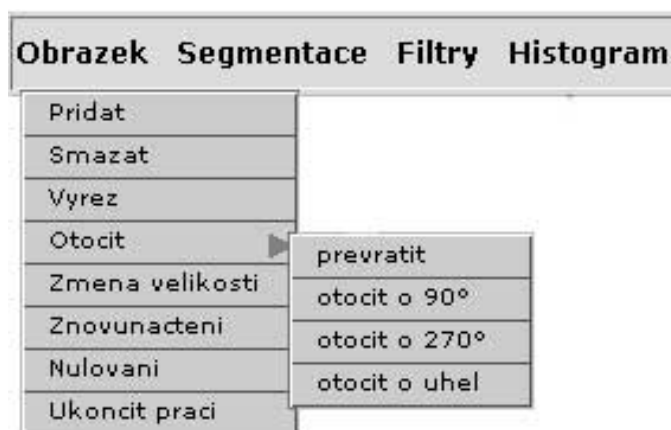 Obrazek Segmentace Filtry Histogram
Pridat
Smazat
Vyrez
Otocit
Zmena velikosti
Znovunacteni
Nulovani
Ukoncit praci
prevratit
otocit o 90°
otocit o 270°
otocit o uhel